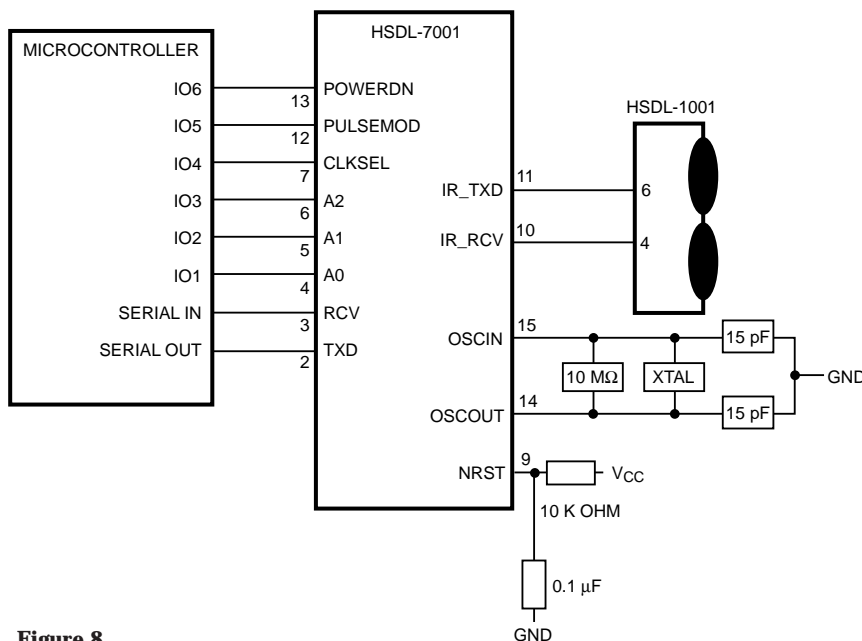 MICROCONTROLLER
IO6
IO5
IO4
IO3
IO2
IO1
SERIAL IN
SERIAL OUT
13
12
7
6
5
4
3
2
HSDL-7001
POWERDN
PULSEMOD
CLKSEL
A2
A1
A0
RCV
TXD
IR_TXD
IR_RCV
OSCIN
OSCOUT
NRST
11
10
15
14
9
HSDL-1001
6
4
10 MΩ
XTAL
15 pF
15 pF
GND
VCC
10 K OHM
0.1 µF
GND
Figure 8